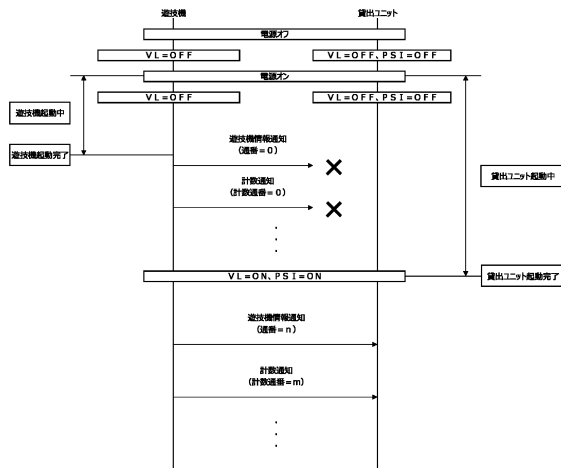 遊技機
貸出ユニット
電源オフ
VL=OFF
VL=OFF、PSI=OFF
電源オン
VL=OFF
VL=OFF、PSI=OFF
遊技機起動中
遊技機情報通知
(通番=0)
遊技機起動完了
計数通知
(計数通番=0)
貸出ユニット起動中
VL=ON、PSI=ON
貸出ユニット起動完了
遊技機情報通知
(通番=n)
計数通知
(計数通番=m)